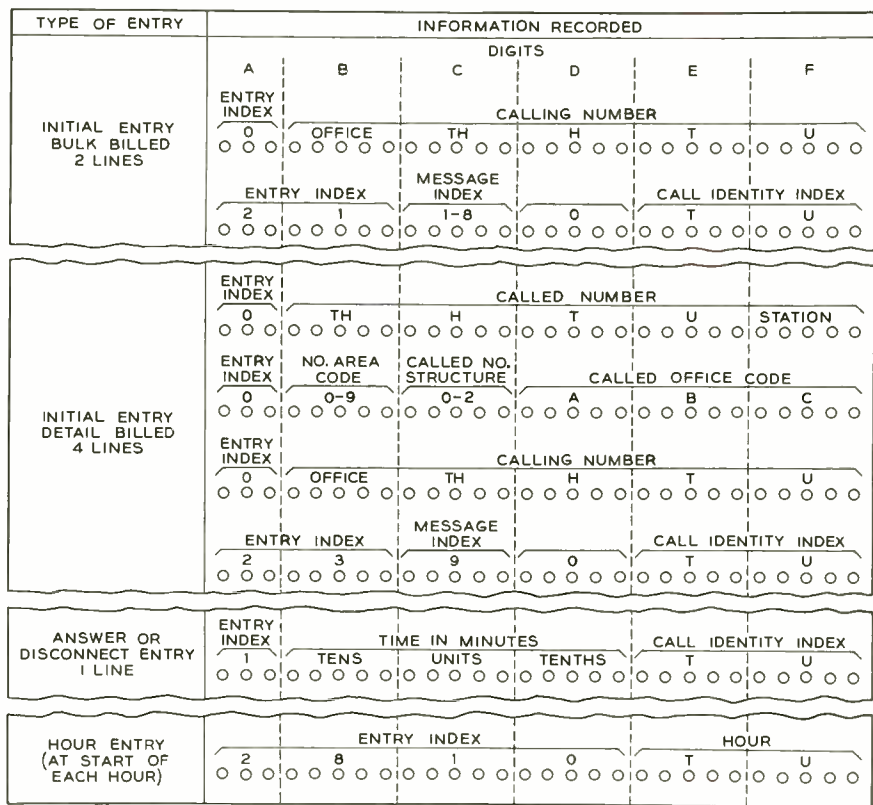 TYPE OF ENTRY INFORMATION RECORDED
DIGITS
A B C D E F
INITIAL ENTRY
BULK BILLED
2 LINES
ENTRY
INDEX CALLING NUMBER
0 OFFICE TH H T U
ENTRY INDEX MESSAGE
INDEX CALL IDENTITY INDEX
2 1 1-8 0 T U
INITIAL ENTRY
DETAIL BILLED
4 LINES
ENTRY
INDEX CALLED NUMBER
0 TH H T U STATION
ENTRY
INDEX NO. AREA
CODE CALLED NO.
STRUCTURE CALLED OFFICE CODE
0 0-9 0-2 A B C
ENTRY
INDEX CALLING NUMBER
0 OFFICE TH H T U
ENTRY INDEX MESSAGE
INDEX CALL IDENTITY INDEX
2 3 9 0 T U
ANSWER OR
DISCONNECT ENTRY
1 LINE
ENTRY
INDEX TIME IN MINUTES CALL IDENTITY INDEX
1 TENS UNITS TENTHS T U
HOUR ENTRY
(AT START OF
EACH HOUR)
ENTRY INDEX HOUR
2 8 1 0 T U